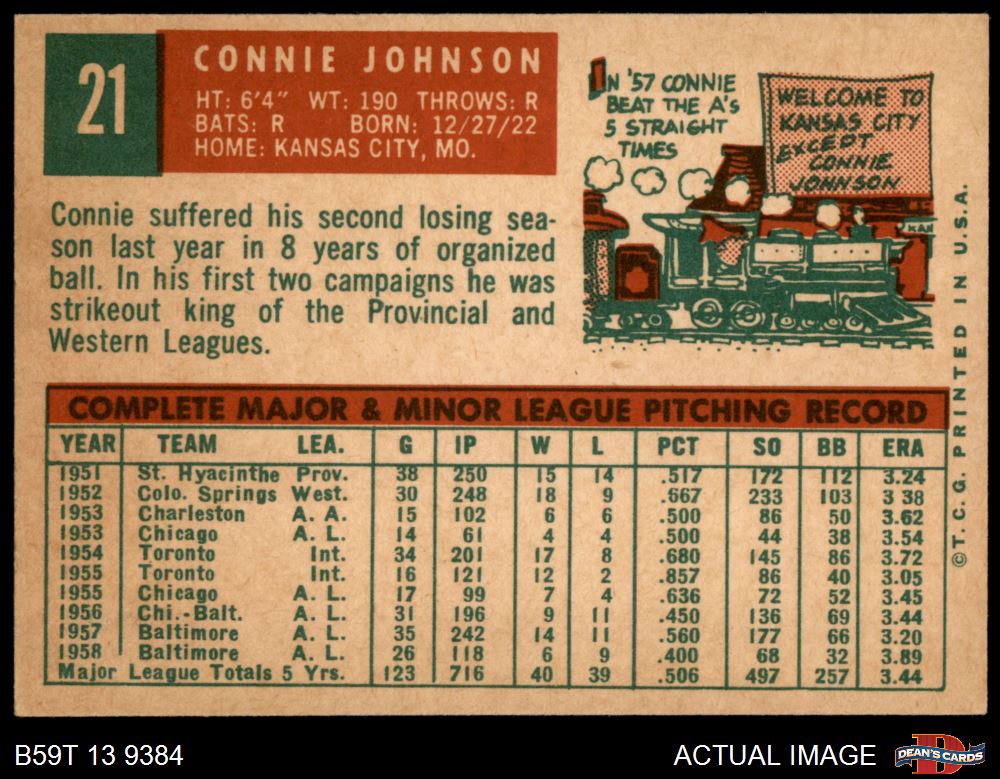 21
CONNIE JOHNSON
HT: 6'4" WT: 190 THROWS: R
BATS: R BORN: 12/27/22
HOME: KANSAS CITY, MO.
Connie suffered his second losing sea-
son last year in 8 years of organized
ball. In his first two campaigns he was
strikeout king of the Provincial and
Western Leagues.
IN '57 CONNIE
BEAT THE A's
5 STRAIGHT
TIMES
WELCOME TO
KANSAS CITY
EXCEPT
CONNIE
JOHNSON
KAN
COMPLETE MAJOR & MINOR LEAGUE PITCHING RECORD
YEAR TEAM LEA. G IP W L PCT SO BB ERA
1951 St. Hyacinthe Prov. 38 250 15 14 .517 172 112 3.24
1952 Colo. Springs West. 30 248 18 9 .667 233 103 3 38
1953 Charleston A. A. 15 102 6 6 .500 86 50 3.62
1953 Chicago A. L. 14 61 4 4 .500 44 38 3.54
1954 Toronto Int. 34 201 17 8 .680 145 86 3.72
1955 Toronto Int. 16 121 12 2 .857 86 40 3.05
1955 Chicago A. L. 17 99 7 4 .636 72 52 3.45
1956 Chi.-Balt. A. L. 31 196 9 11 .450 136 69 3.44
1957 Baltimore A. L. 35 242 14 11 .560 177 66 3.20
1958 Baltimore A. L. 26 118 6 9 .400 68 32 3.89
Major League Totals 5 Yrs. 123 716 40 39 .506 497 257 3.44
©T. C. G. PRINTED IN U.S.A.
B59T 13 9384
ACTUAL IMAGE
DEAN'S CARDS